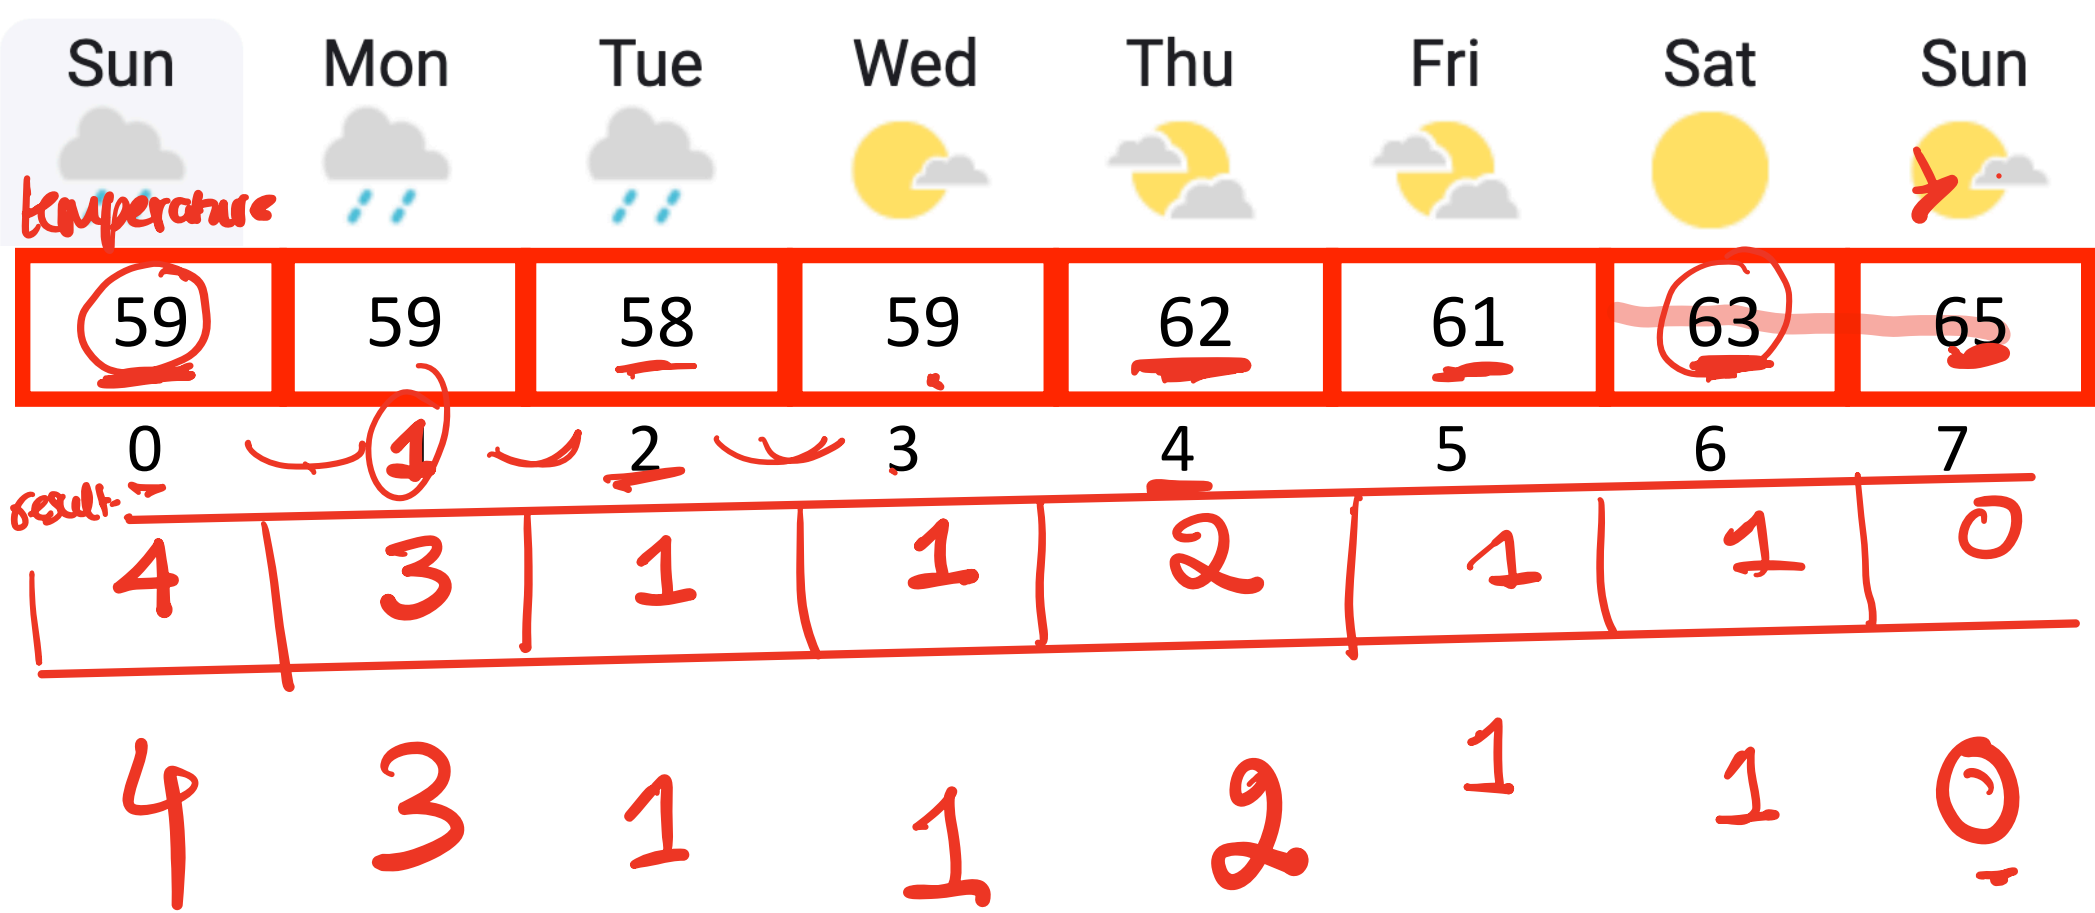 Sun Mon Tue Wed Thu Fri Sat Sun
temperature
59 59 58 59 62 61 63 65
0 1 2 3 4 5 6 7
result
4 3 1 1 2 1 1 0
4 3 1 1 2 1 1 0